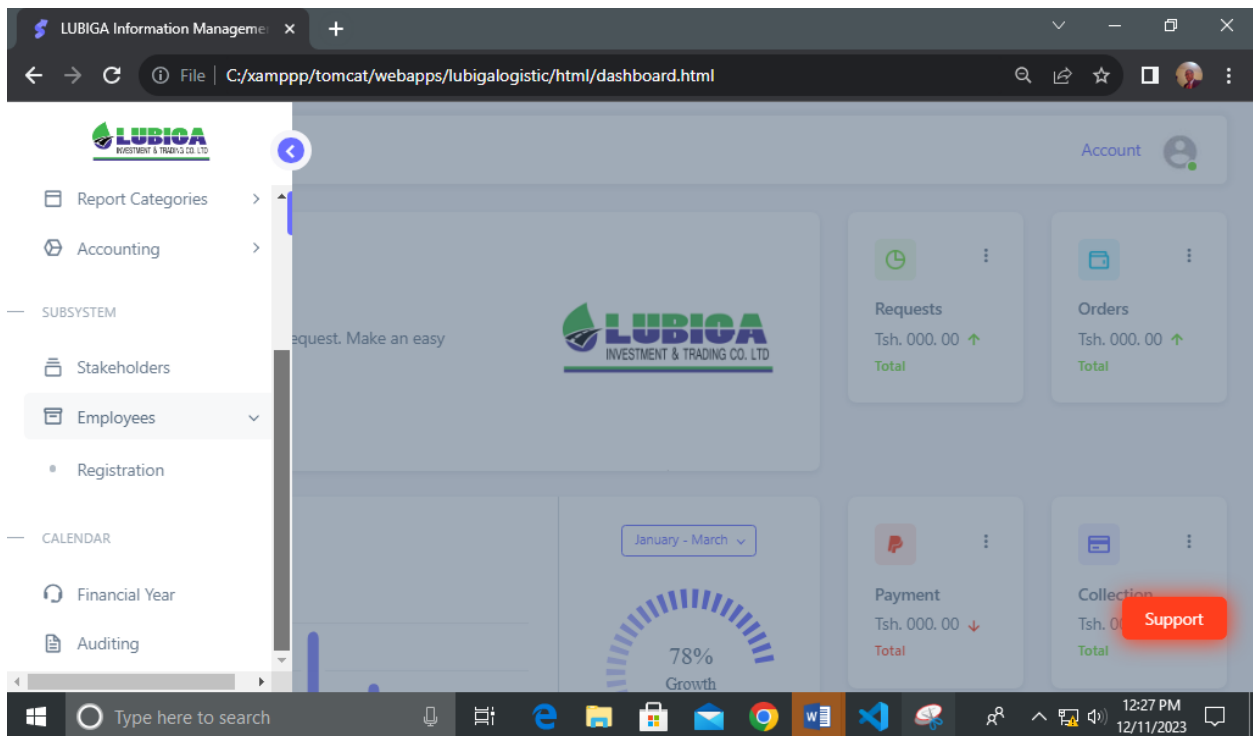 LUBIGA Information Manageme
File
C:/xamppp/tomcat/webapps/lubigalogistic/html/dashboard.html
LUBIGA
INVESTMENT & TRADING CO. LTD
Account
Report Categories
Accounting
SUBSYSTEM
Stakeholders
Employees
Registration
CALENDAR
Financial Year
Auditing
equest. Make an easy
LUBIGA
INVESTMENT & TRADING CO. LTD
Requests
Tsh. 000. 00
Total
Orders
Tsh. 000. 00
Total
January - March
78%
Growth
Payment
Tsh. 000. 00
Total
Collection
Tsh. 0
Total
Support
Type here to search
12:27 PM
12/11/2023